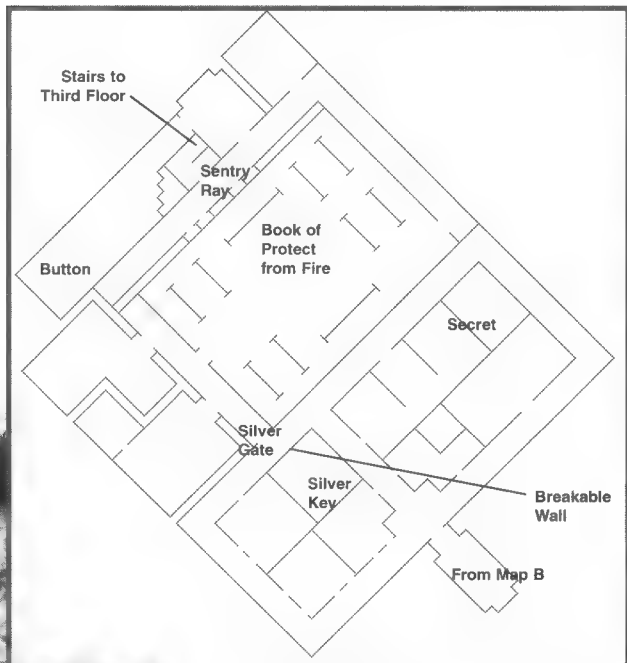 Stairs to
Third Floor
Sentry
Ray
Book of
Protect
from Fire
Button
Secret
Silver
Gate
Silver
Key
Breakable
Wall
From Map B